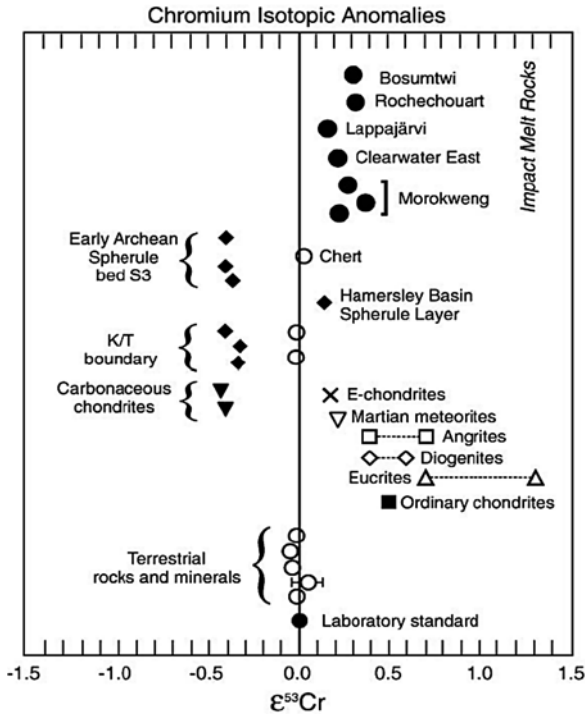 Chromium Isotopic Anomalies
Bosumtwi
Rochechouart
Lappajärvi
Clearwater East
Morokweng
Impact Melt Rocks
Early Archean
Spherule
bed S3
Chert
Hamersley Basin
Spherule Layer
K/T
boundary
Carbonaceous
chondrites
E-chondrites
Martian meteorites
Angrites
Diogenites
Eucrites
Ordinary chondrites
Terrestrial
rocks and minerals
Laboratory standard
-1.5 -1.0 -0.5 0.0 0.5 1.0 1.5
ε⁵³Cr